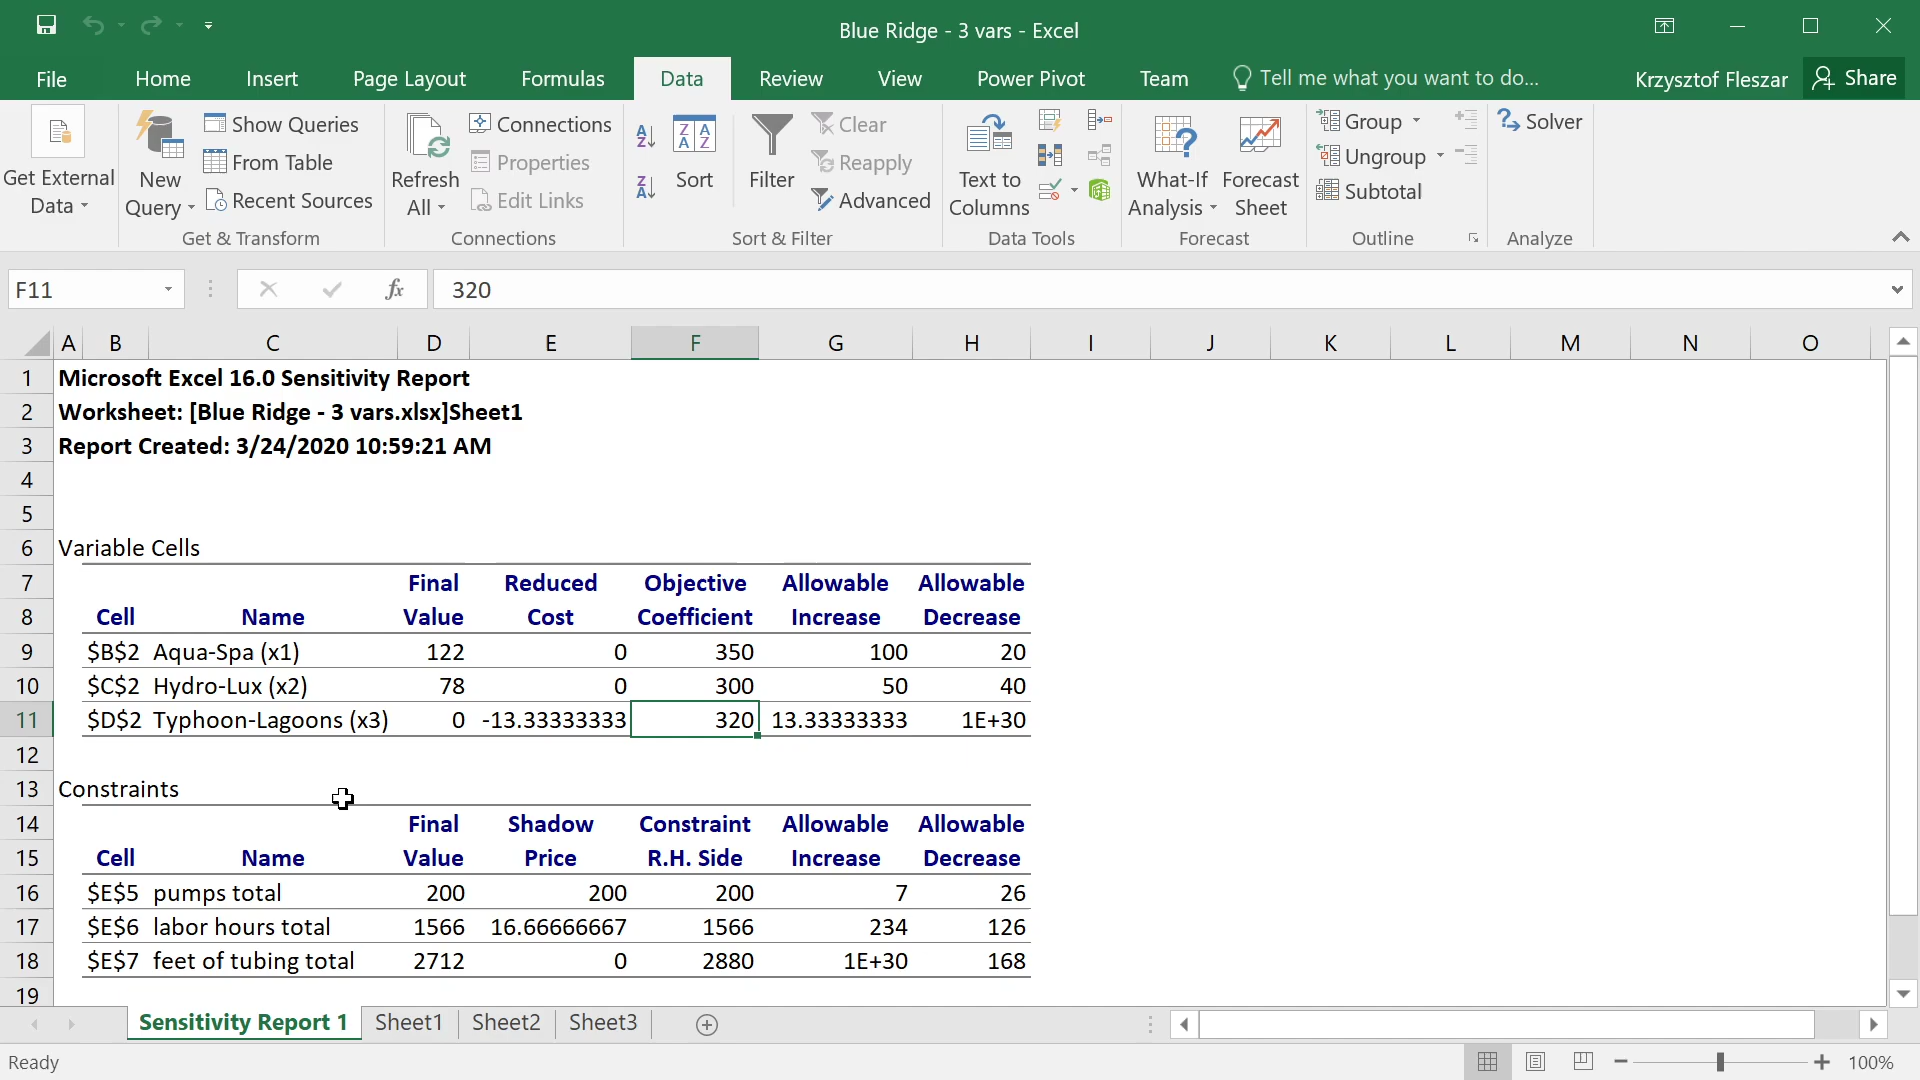 Blue Ridge - 3 vars - Excel
File Home Insert Page Layout Formulas Data Review View Power Pivot Team Tell me what you want to do... Krzysztof Fleszar Share
Get External Data
New Query
Show Queries
From Table
Recent Sources
Get & Transform
Refresh All
Connections
Properties
Edit Links
Connections
Sort
Filter
Clear
Reapply
Advanced
Sort & Filter
Text to Columns
Data Tools
What-If Analysis
Forecast Sheet
Forecast
Group
Ungroup
Subtotal
Outline
Solver
Analyze
F11 fx 320
A B C D E F G H I J K L M N O
1 Microsoft Excel 16.0 Sensitivity Report
2 Worksheet: [Blue Ridge - 3 vars.xlsx]Sheet1
3 Report Created: 3/24/2020 10:59:21 AM
4
5
6 Variable Cells
7 Final Reduced Objective Allowable Allowable
8 Cell Name Value Cost Coefficient Increase Decrease
9 $B$2 Aqua-Spa (x1) 122 0 350 100 20
10 $C$2 Hydro-Lux (x2) 78 0 300 50 40
11 $D$2 Typhoon-Lagoons (x3) 0 -13.33333333 320 13.33333333 1E+30
12
13 Constraints
14 Final Shadow Constraint Allowable Allowable
15 Cell Name Value Price R.H. Side Increase Decrease
16 $E$5 pumps total 200 200 200 7 26
17 $E$6 labor hours total 1566 16.66666667 1566 234 126
18 $E$7 feet of tubing total 2712 0 2880 1E+30 168
19
Sensitivity Report 1 Sheet1 Sheet2 Sheet3
Ready 100%